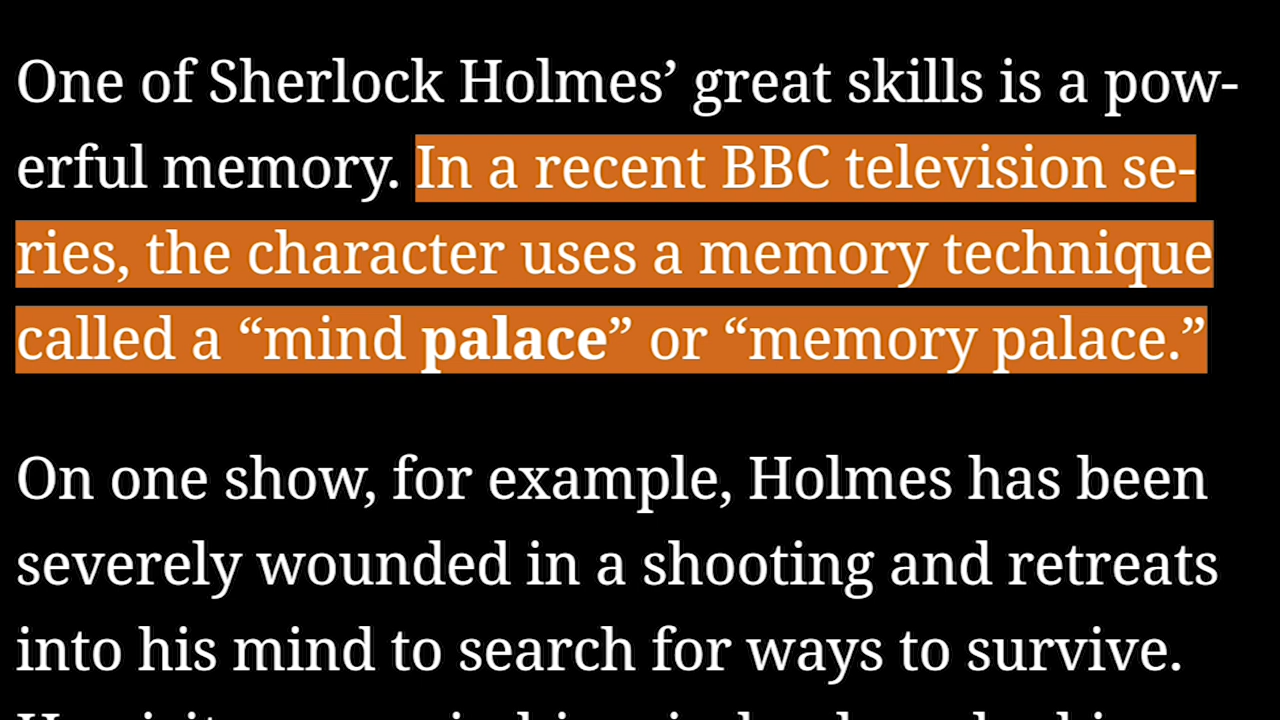 One of Sherlock Holmes’ great skills is a pow-
erful memory. In a recent BBC television se-
ries, the character uses a memory technique
called a “mind palace” or “memory palace.”
On one show, for example, Holmes has been
severely wounded in a shooting and retreats
into his mind to search for ways to survive.